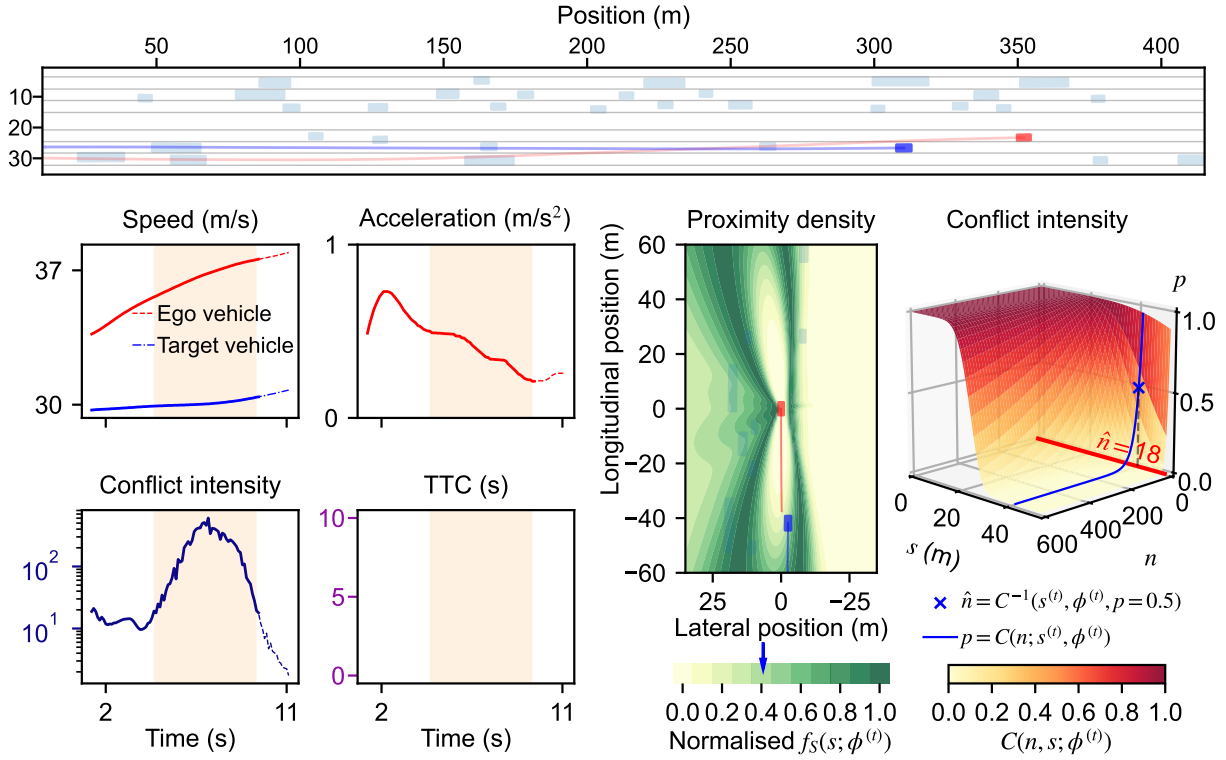 Position (m)
50 100 150 200 250 300 350 400
10
20
30
Speed (m/s)
37
30
Ego vehicle
Target vehicle
Acceleration (m/s²)
1
0
Proximity density
Longitudinal position (m)
60
40
20
0
−20
−40
−60
25 0 −25
Lateral position (m)
0.0 0.2 0.4 0.6 0.8 1.0
Normalised f_S(s; ϕ^(t))
Conflict intensity
p
1.0
0.5
0.0
n̂ = 18
0 20 40
s (m)
600 400 200 0
n
n̂ = C⁻¹(s^(t), ϕ^(t), p = 0.5)
p = C(n; s^(t), ϕ^(t))
0.0 0.2 0.4 0.6 0.8 1.0
C(n, s; ϕ^(t))
Conflict intensity
10²
10¹
2 11
Time (s)
TTC (s)
10
5
0
2 11
Time (s)